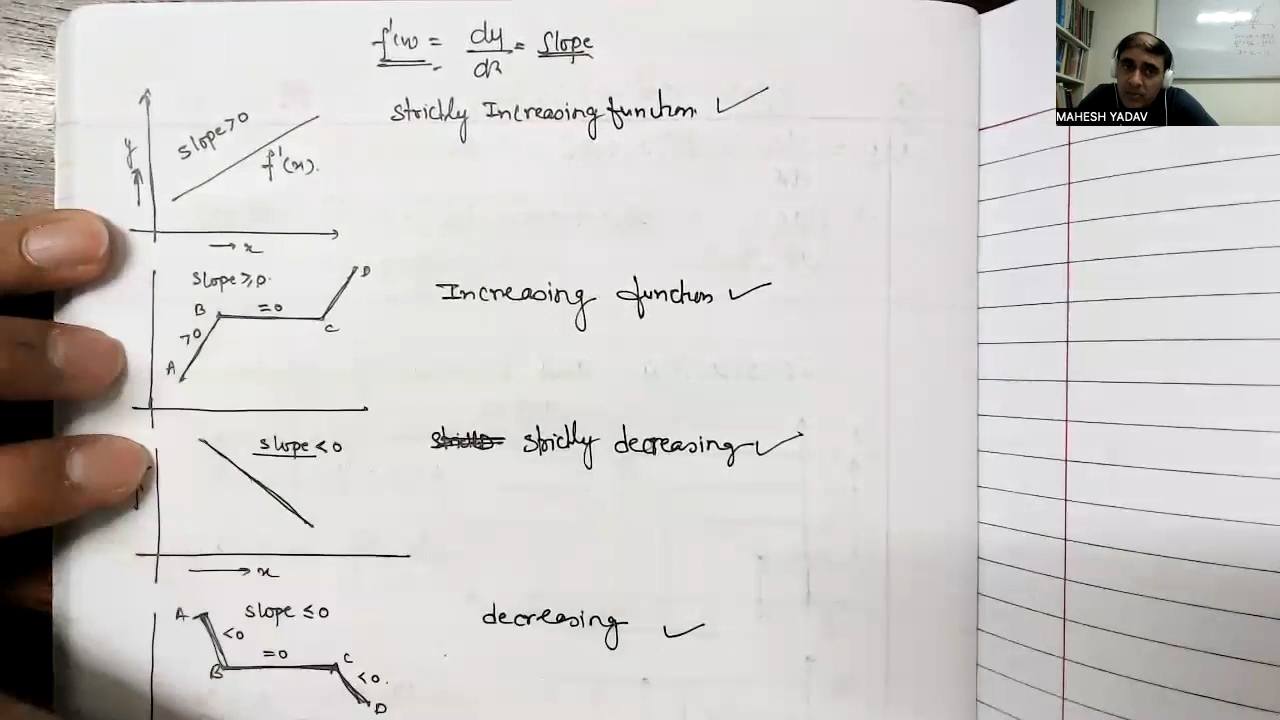 f'(x) = dy/dx = Slope
MAHESH YADAV
strictly Increasing function ✓
slope>0
f'(x).
y
→ x
Slope ≥ 0.
D
Increasing function ✓
B
=0
C
>0
A
slope < 0
strictly decreasing ✓
→ x
A
slope ≤ 0
decreasing ✓
<0
=0
C
B
<0.
D